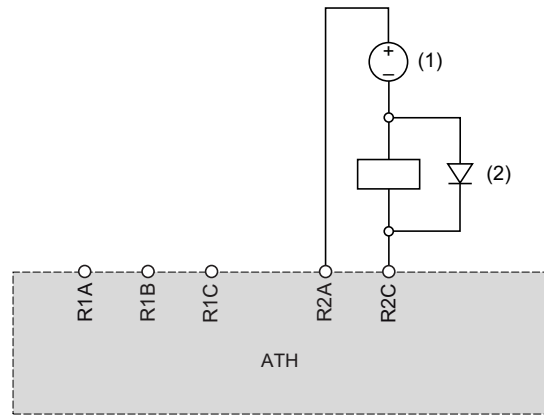 +
(1)
−
(2)
R1A
R1B
R1C
R2A
R2C
ATH